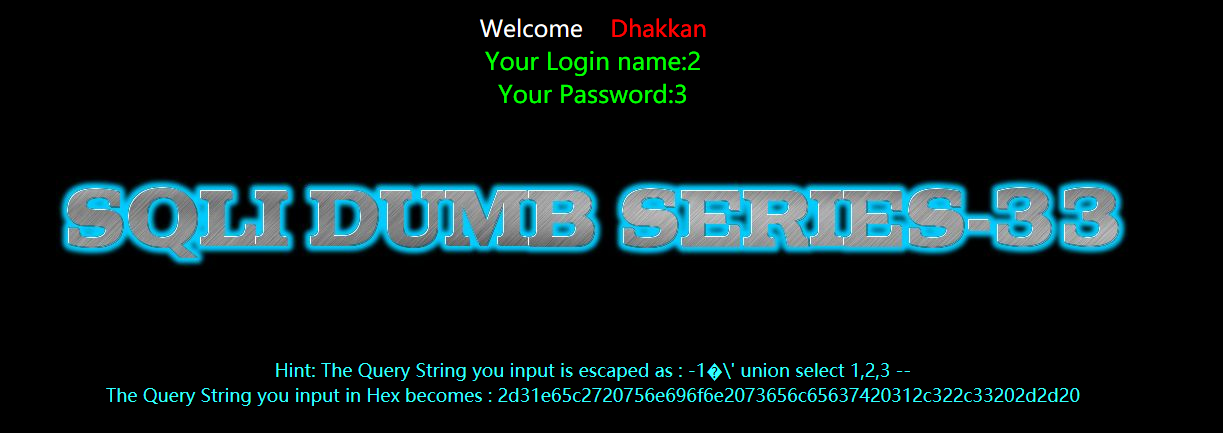 Welcome Dhakkan
Your Login name:2
Your Password:3
SQLI DUMB SERIES-33
Hint: The Query String you input is escaped as : -1�\' union select 1,2,3 --
The Query String you input in Hex becomes : 2d31e65c2720756e696f6e2073656c65637420312c322c33202d2d20